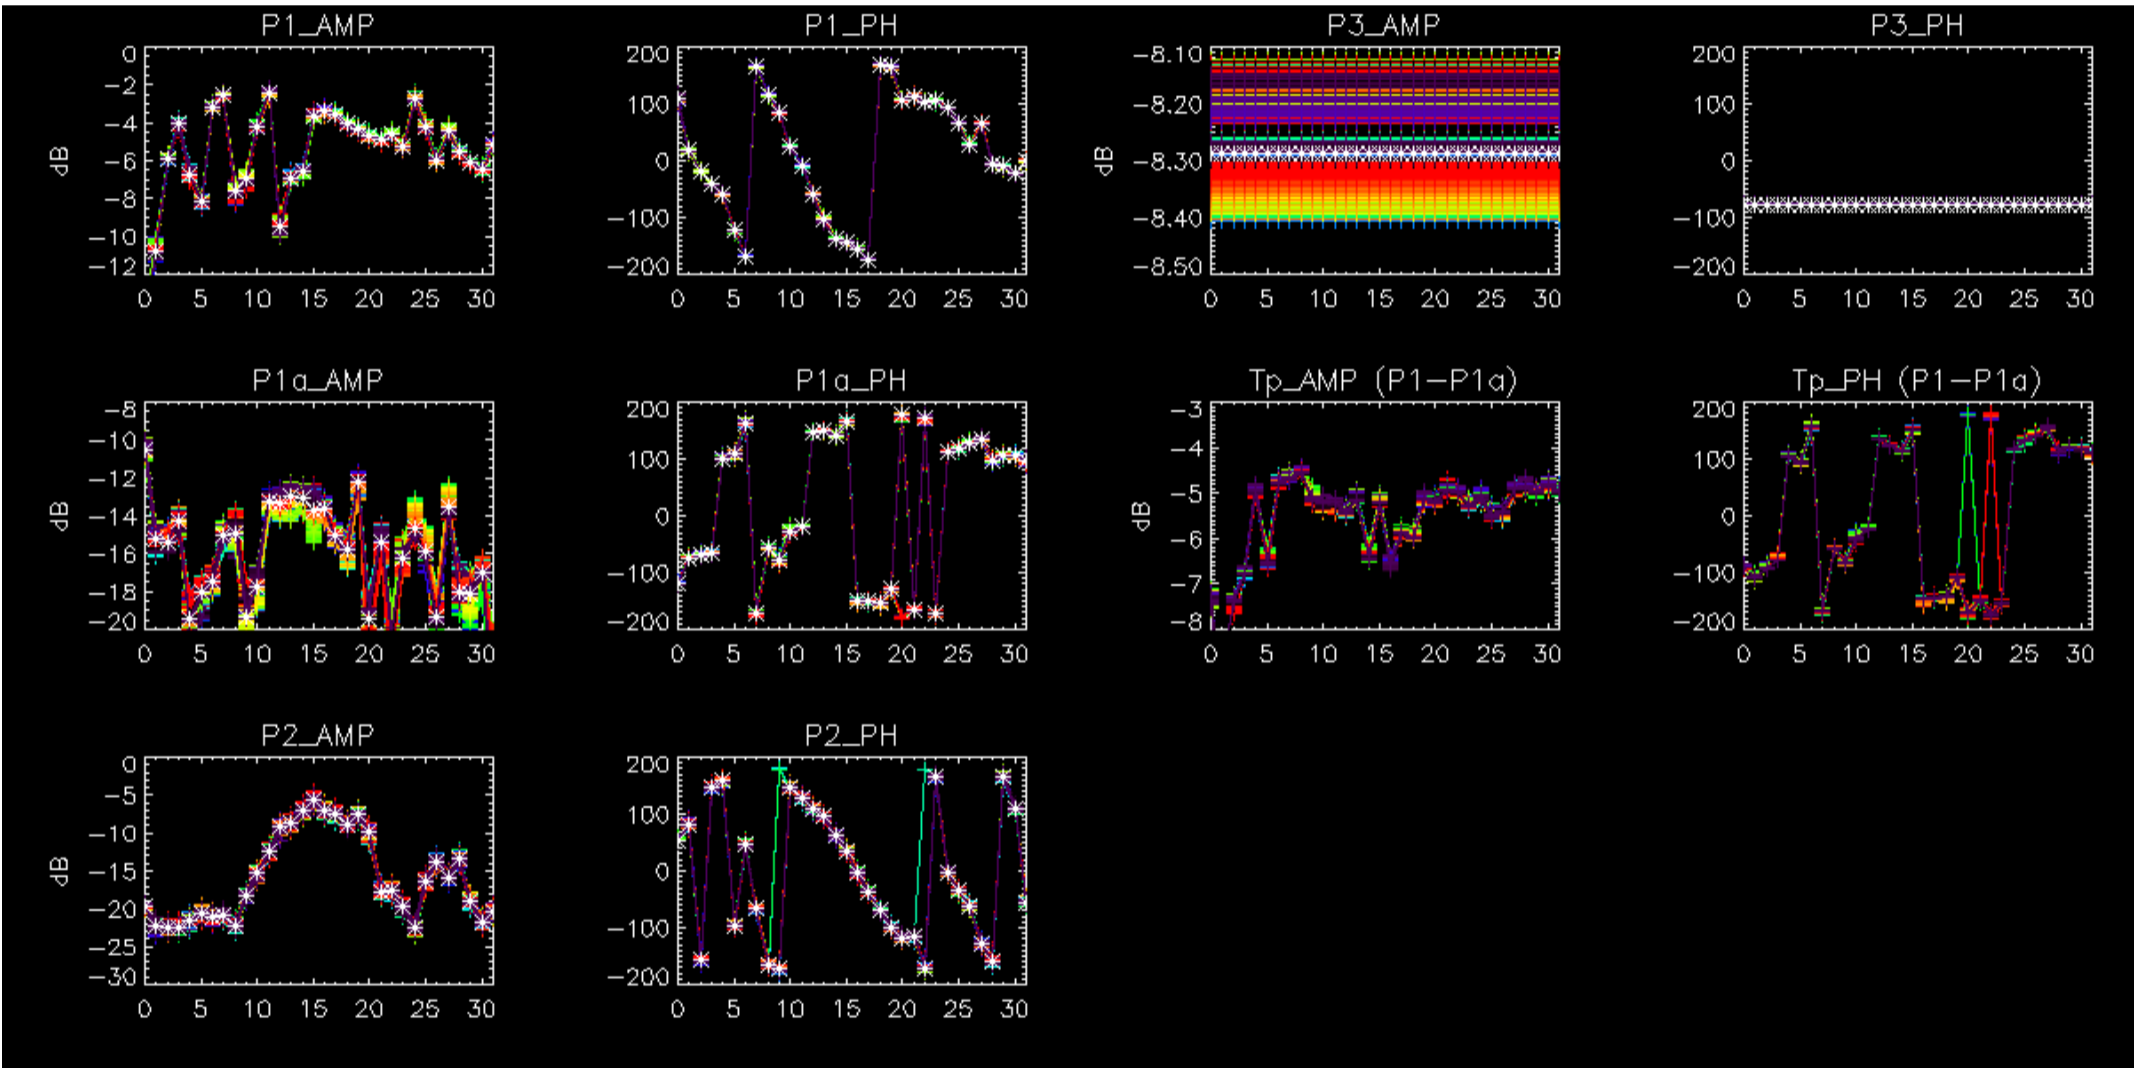 P1_AMP
0
-2
-4
-6
-8
-10
-12
dB
0 5 10 15 20 25 30
P1_PH
200
100
0
-100
-200
0 5 10 15 20 25 30
P3_AMP
-8.10
-8.20
-8.30
-8.40
-8.50
dB
0 5 10 15 20 25 30
P3_PH
200
100
0
-100
-200
0 5 10 15 20 25 30
P1a_AMP
-8
-10
-12
-14
-16
-18
-20
dB
0 5 10 15 20 25 30
P1a_PH
200
100
0
-100
-200
0 5 10 15 20 25 30
Tp_AMP (P1-P1a)
-3
-4
-5
-6
-7
-8
dB
0 5 10 15 20 25 30
Tp_PH (P1-P1a)
200
100
0
-100
-200
0 5 10 15 20 25 30
P2_AMP
0
-5
-10
-15
-20
-25
-30
dB
0 5 10 15 20 25 30
P2_PH
200
100
0
-100
-200
0 5 10 15 20 25 30